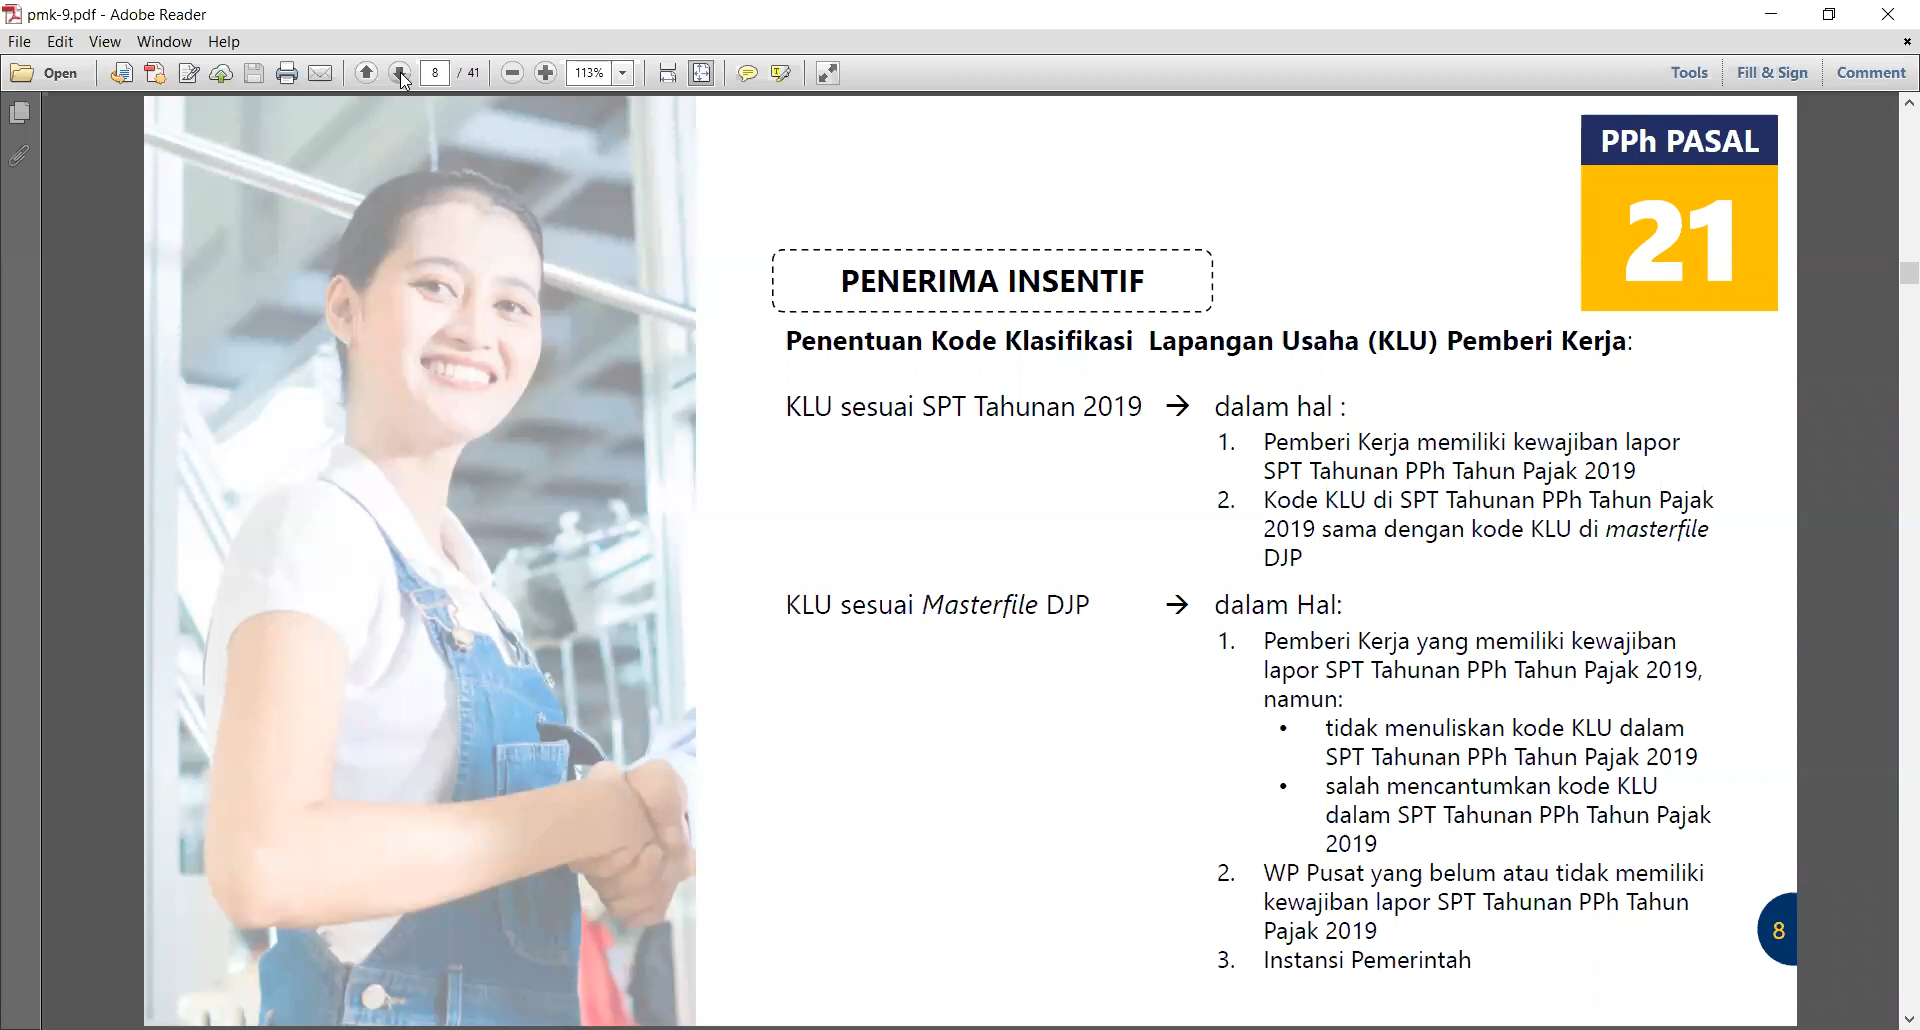 pmk-9.pdf - Adobe Reader
File Edit View Window Help
Open 8 / 41 113% Tools Fill & Sign Comment
PPh PASAL
21
PENERIMA INSENTIF
Penentuan Kode Klasifikasi Lapangan Usaha (KLU) Pemberi Kerja:
KLU sesuai SPT Tahunan 2019 → dalam hal :
1. Pemberi Kerja memiliki kewajiban lapor
SPT Tahunan PPh Tahun Pajak 2019
2. Kode KLU di SPT Tahunan PPh Tahun Pajak
2019 sama dengan kode KLU di masterfile
DJP
KLU sesuai Masterfile DJP → dalam Hal:
1. Pemberi Kerja yang memiliki kewajiban
lapor SPT Tahunan PPh Tahun Pajak 2019,
namun:
• tidak menuliskan kode KLU dalam
SPT Tahunan PPh Tahun Pajak 2019
• salah mencantumkan kode KLU
dalam SPT Tahunan PPh Tahun Pajak
2019
2. WP Pusat yang belum atau tidak memiliki
kewajiban lapor SPT Tahunan PPh Tahun
Pajak 2019
3. Instansi Pemerintah
8